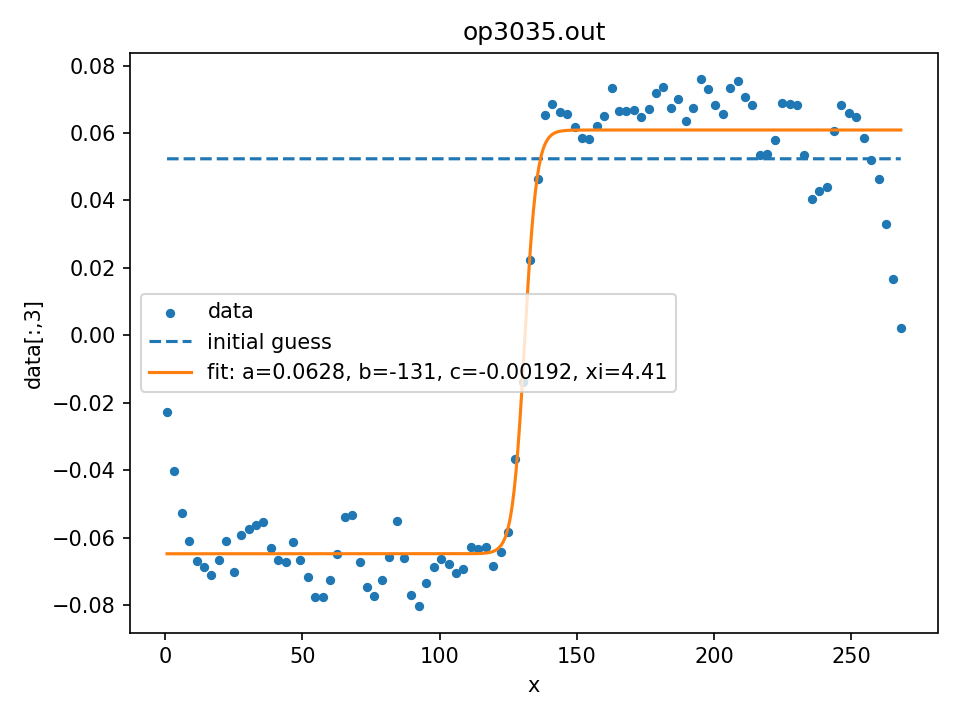 op3035.out
0.08
0.06
0.04
0.02
0.00
−0.02
−0.04
−0.06
−0.08
data[:,3]
data
initial guess
fit: a=0.0628, b=-131, c=-0.00192, xi=4.41
0 50 100 150 200 250
x